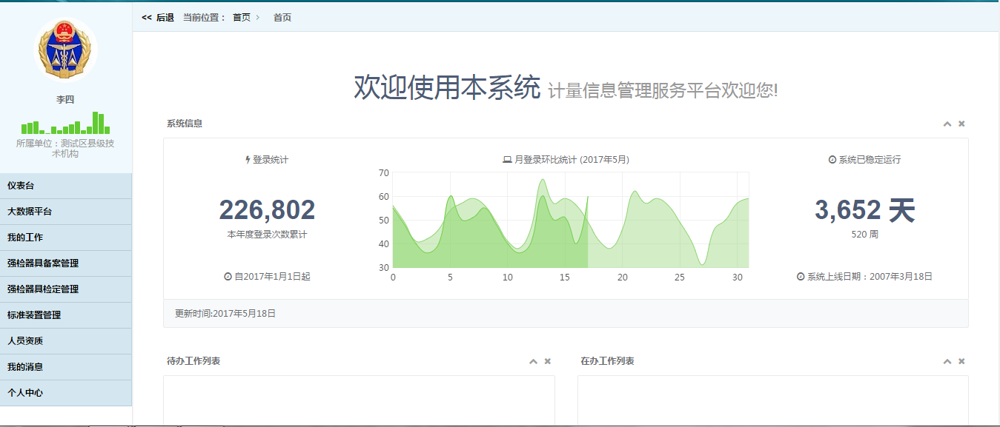 << 后退 当前位置： 首页 > 首页
李四
所属单位：测试区县级技
术机构
仪表台
大数据平台
我的工作
强检器具备案管理
强检器具检定管理
标准装置管理
人员资质
我的消息
个人中心
欢迎使用本系统 计量信息管理服务平台欢迎您!
系统信息
登录统计
226,802
本年度登录次数累计
自2017年1月1日起
月登录环比统计 (2017年5月)
70
60
50
40
30
0 5 10 15 20 25 30
系统已稳定运行
3,652 天
520 周
系统上线日期：2007年3月18日
更新时间:2017年5月18日
待办工作列表
在办工作列表